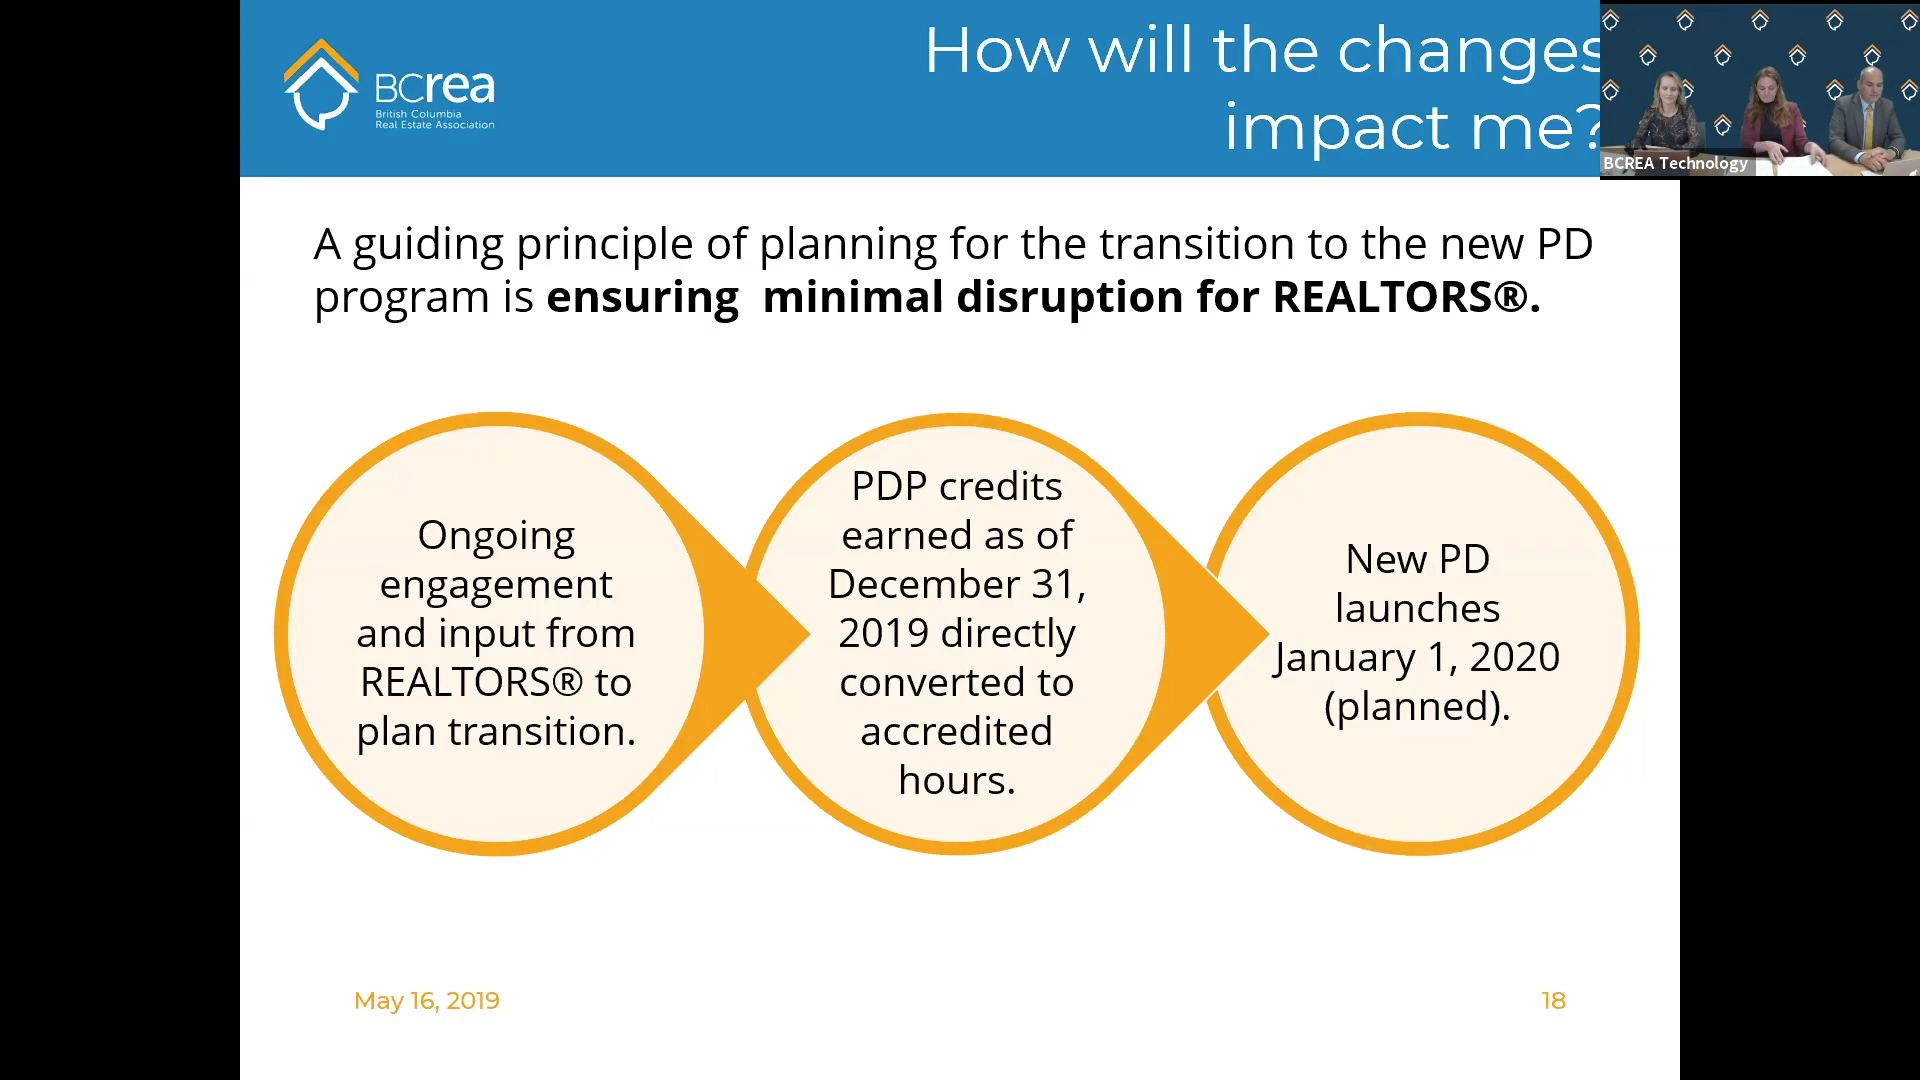 BCrea
British Columbia
Real Estate Association
How will the changes
impact me?
BCREA Technology
A guiding principle of planning for the transition to the new PD
program is ensuring  minimal disruption for REALTORS®.
Ongoing
engagement
and input from
REALTORS® to
plan transition.
PDP credits
earned as of
December 31,
2019 directly
converted to
accredited
hours.
New PD
launches
January 1, 2020
(planned).
May 16, 2019
18